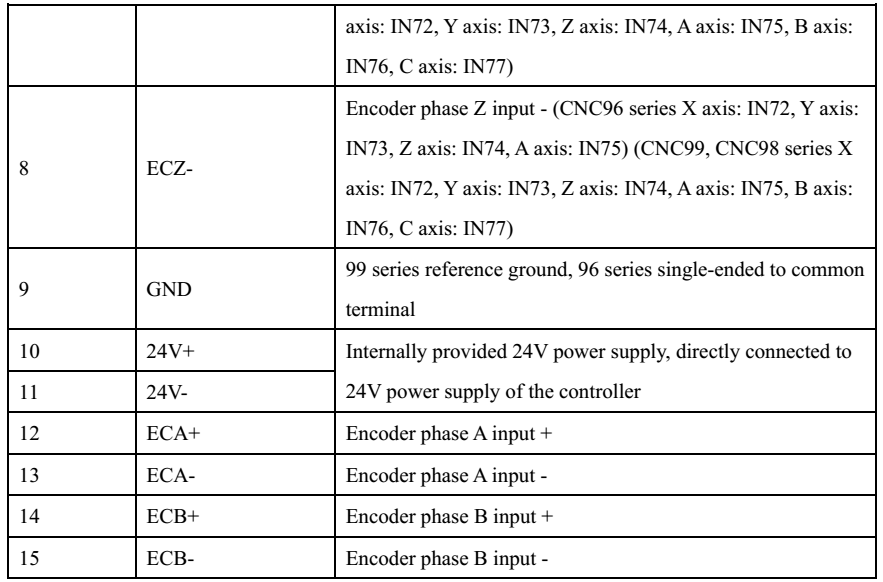 axis: IN72, Y axis: IN73, Z axis: IN74, A axis: IN75, B axis:
IN76, C axis: IN77)
8 ECZ- Encoder phase Z input - (CNC96 series X axis: IN72, Y axis:
IN73, Z axis: IN74, A axis: IN75) (CNC99, CNC98 series X
axis: IN72, Y axis: IN73, Z axis: IN74, A axis: IN75, B axis:
IN76, C axis: IN77)
9 GND 99 series reference ground, 96 series single-ended to common
terminal
10 24V+ Internally provided 24V power supply, directly connected to
11 24V- 24V power supply of the controller
12 ECA+ Encoder phase A input +
13 ECA- Encoder phase A input -
14 ECB+ Encoder phase B input +
15 ECB- Encoder phase B input -